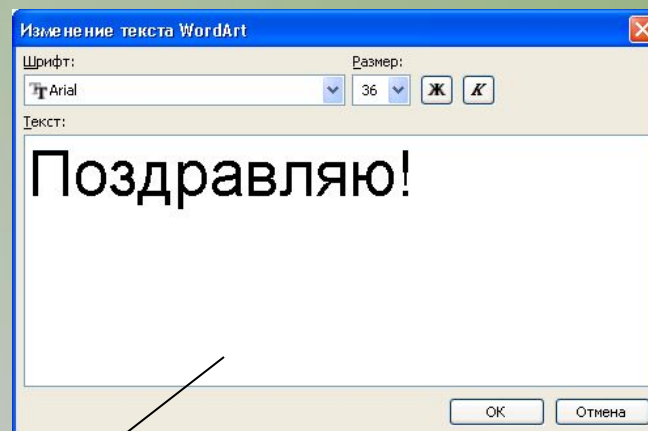 Изменение текста WordArt
Шрифт: Размер:
Arial 36 Ж К
Текст:
Поздравляю!
ОК Отмена